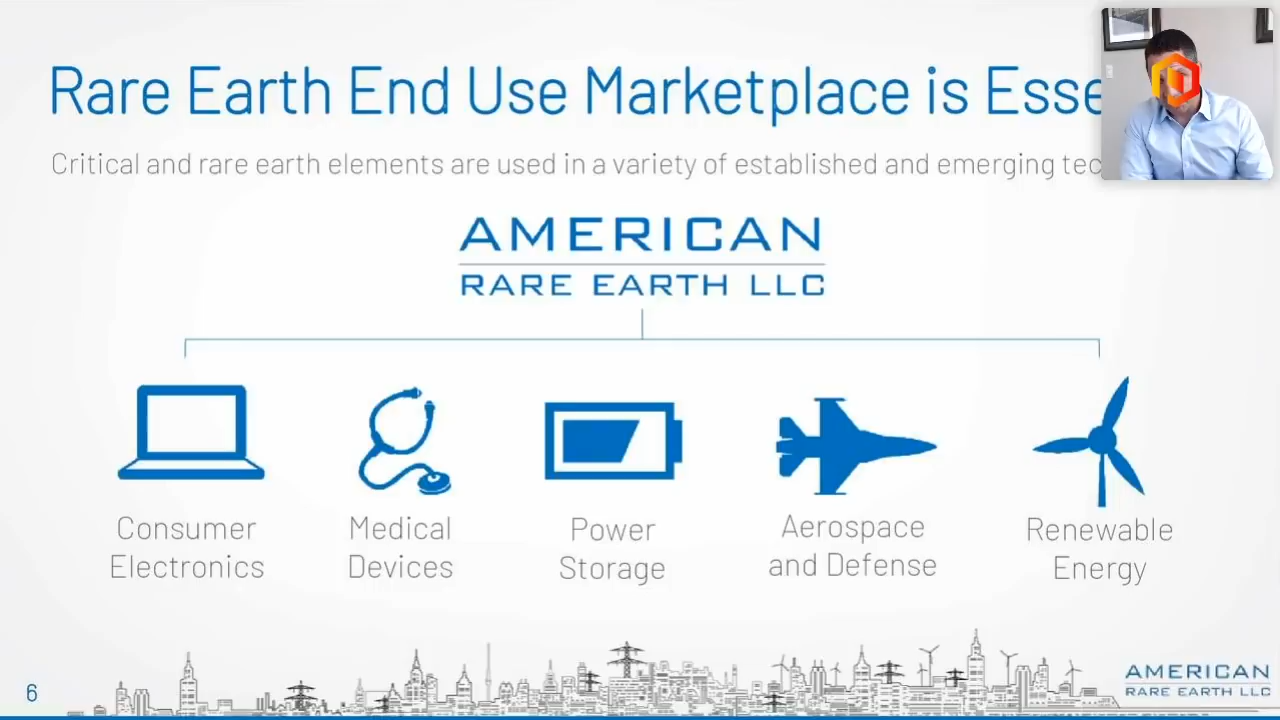 Rare Earth End Use Marketplace is Esse
Critical and rare earth elements are used in a variety of established and emerging tec
AMERICAN
RARE EARTH LLC
Consumer
Electronics
Medical
Devices
Power
Storage
Aerospace
and Defense
Renewable
Energy
6
AMERICAN
RARE EARTH LLC